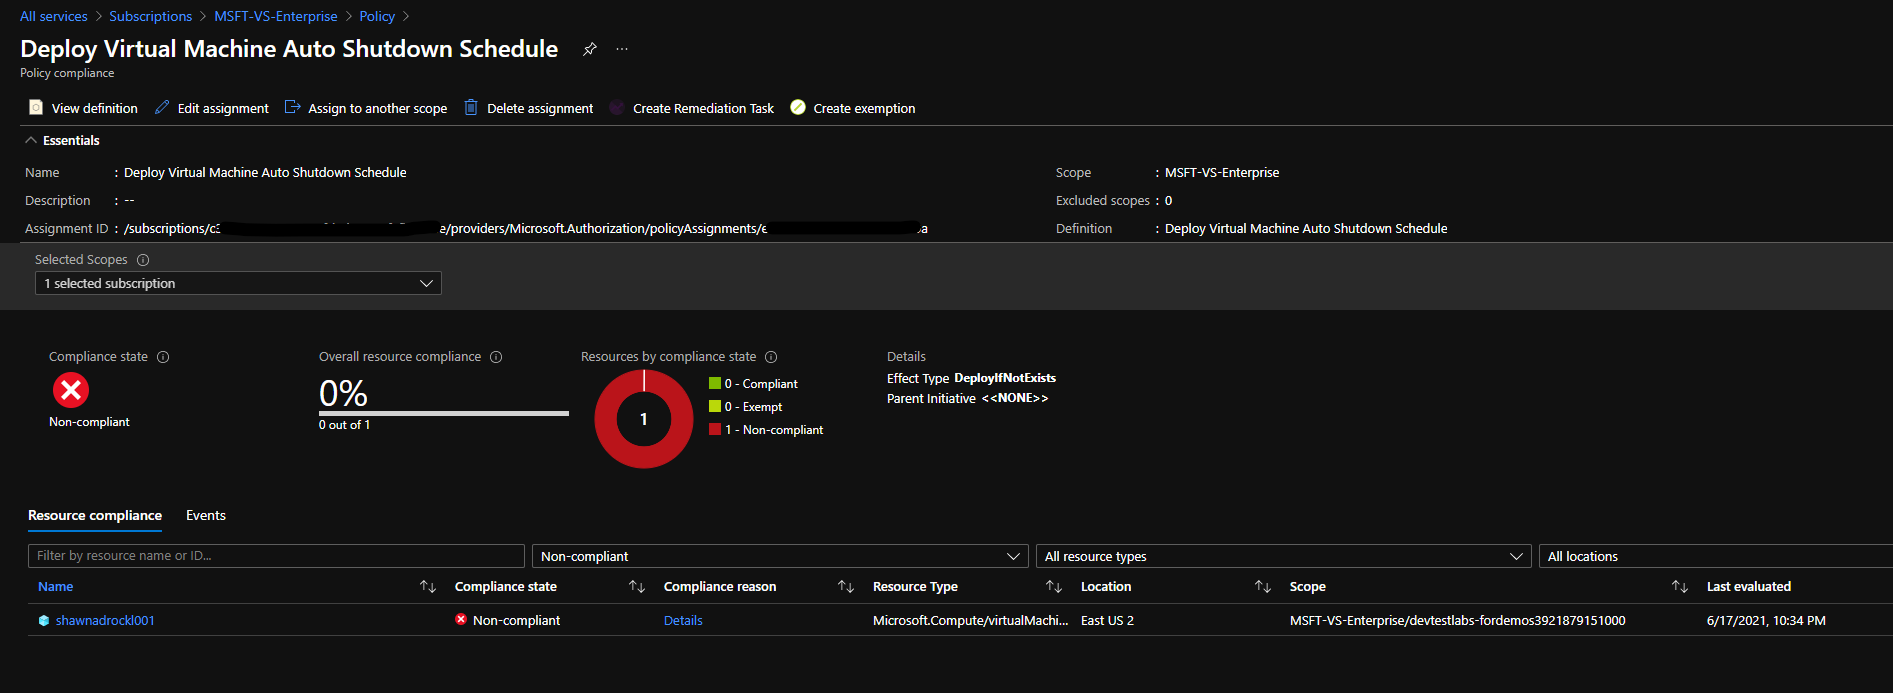 All services > Subscriptions > MSFT-VS-Enterprise > Policy >
Deploy Virtual Machine Auto Shutdown Schedule ...
Policy compliance
View definition Edit assignment Assign to another scope Delete assignment Create Remediation Task Create exemption
Essentials
Name : Deploy Virtual Machine Auto Shutdown Schedule Scope : MSFT-VS-Enterprise
Description : -- Excluded scopes : 0
Assignment ID : /subscriptions/c e/providers/Microsoft.Authorization/policyAssignments/e a Definition : Deploy Virtual Machine Auto Shutdown Schedule
Selected Scopes
1 selected subscription
Compliance state Overall resource compliance Resources by compliance state Details
Non-compliant
0%
0 out of 1
1
0 - Compliant
0 - Exempt
1 - Non-compliant
Effect Type DeployIfNotExists
Parent Initiative <<NONE>>
Resource compliance Events
Filter by resource name or ID... Non-compliant All resource types All locations
Name Compliance state Compliance reason Resource Type Location Scope Last evaluated
shawnadrockl001 Non-compliant Details Microsoft.Compute/virtualMachi... East US 2 MSFT-VS-Enterprise/devtestlabs-fordemos3921879151000 6/17/2021, 10:34 PM